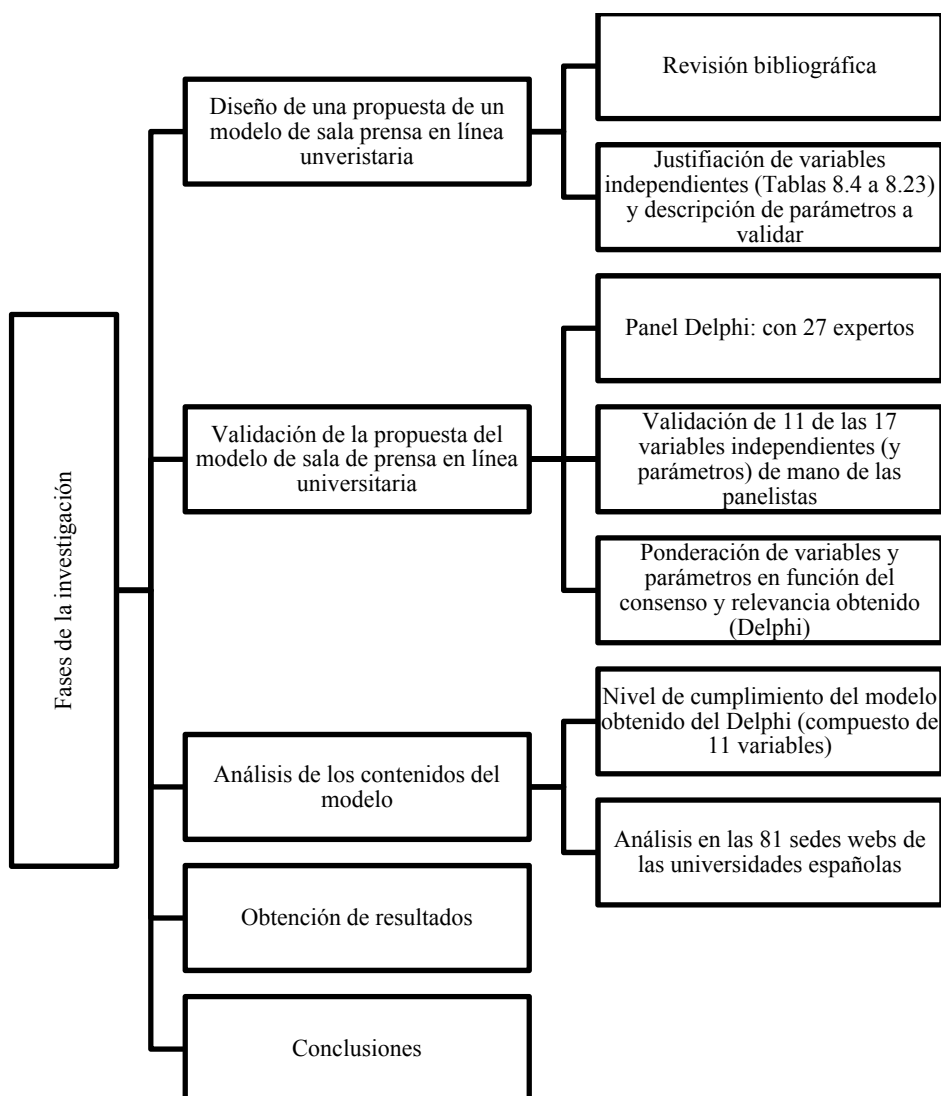 Fases de la investigación
Diseño de una propuesta de un
modelo de sala prensa en línea
unveristaria
Revisión bibliográfica
Justifiación de variables
independientes (Tablas 8.4 a 8.23)
y descripción de parámetros a
validar
Validación de la propuesta del
modelo de sala de prensa en línea
universitaria
Panel Delphi: con 27 expertos
Validación de 11 de las 17
variables independientes (y
parámetros) de mano de las
panelistas
Ponderación de variables y
parámetros en función del
consenso y relevancia obtenido
(Delphi)
Análisis de los contenidos del
modelo
Nivel de cumplimiento del modelo
obtenido del Delphi (compuesto de
11 variables)
Análisis en las 81 sedes webs de
las universidades españolas
Obtención de resultados
Conclusiones